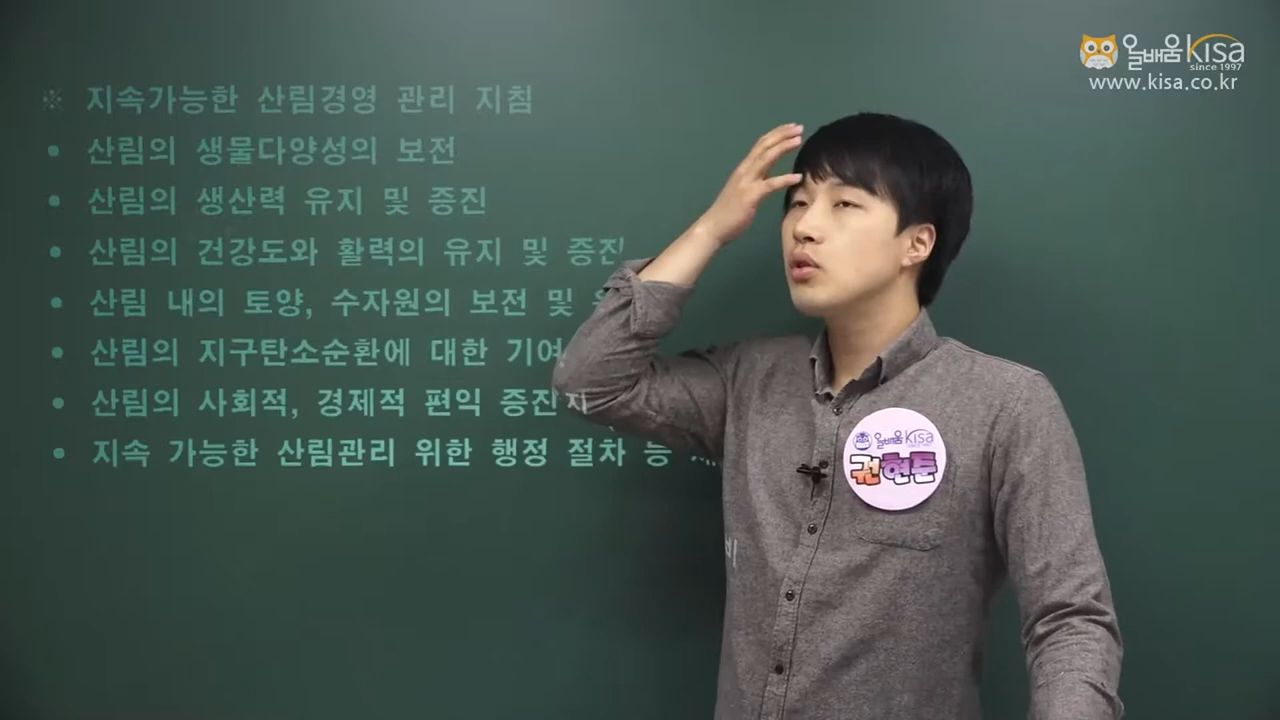 ※ 지속가능한 산림경영 관리 지침
• 산림의 생물다양성의 보전
• 산림의 생산력 유지 및 증진
• 산림의 건강도와 활력의 유지 및 증진
• 산림 내의 토양, 수자원의 보전 및
• 산림의 지구탄소순환에 대한 기여
• 산림의 사회적, 경제적 편익 증진
• 지속 가능한 산림관리 위한 행정 절차 등
올배움kisa
since 1997
www.kisa.co.kr
올배움kisa
권현준